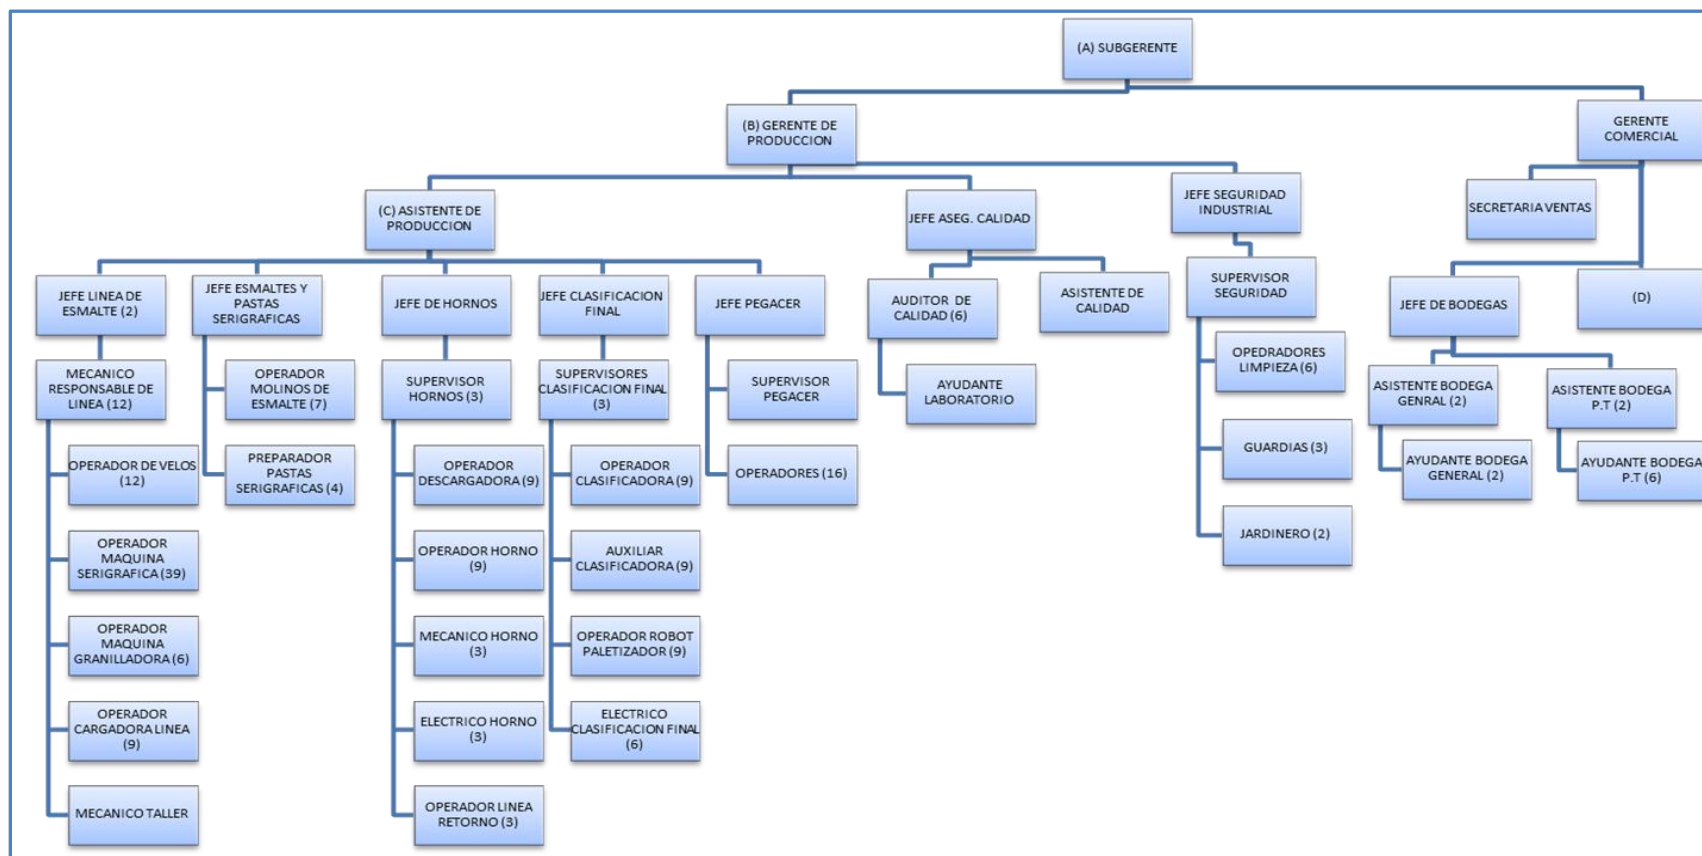 (A) SUBGERENTE
(B) GERENTE DE
PRODUCCION
GERENTE
COMERCIAL
(C) ASISTENTE DE
PRODUCCION
JEFE ASEG. CALIDAD
JEFE SEGURIDAD
INDUSTRIAL
SECRETARIA VENTAS
JEFE LINEA DE
ESMALTE (2)
JEFE ESMALTES Y
PASTAS
SERIGRAFICAS
JEFE DE HORNOS
JEFE CLASIFICACION
FINAL
JEFE PEGACER
AUDITOR DE
CALIDAD (6)
ASISTENTE DE
CALIDAD
SUPERVISOR
SEGURIDAD
JEFE DE BODEGAS
(D)
MECANICO
RESPONSABLE DE
LINEA (12)
OPERADOR
MOLINOS DE
ESMALTE (7)
SUPERVISOR
HORNOS (3)
SUPERVISORES
CLASIFICACION FINAL
(3)
SUPERVISOR
PEGACER
AYUDANTE
LABORATORIO
OPEDRADORES
LIMPIEZA (6)
ASISTENTE BODEGA
GENRAL (2)
ASISTENTE BODEGA
P.T (2)
OPERADOR DE VELOS
(12)
PREPARADOR
PASTAS
SERIGRAFICAS (4)
OPERADOR
DESCARGADORA (9)
OPERADOR
CLASIFICADORA (9)
OPERADORES (16)
GUARDIAS (3)
AYUDANTE BODEGA
GENERAL (2)
AYUDANTE BODEGA
P.T (6)
OPERADOR
MAQUINA
SERIGRAFICA (39)
OPERADOR HORNO
(9)
AUXILIAR
CLASIFICADORA (9)
JARDINERO (2)
OPERADOR
MAQUINA
GRANILLADORA (6)
MECANICO HORNO
(3)
OPERADOR ROBOT
PALETIZADOR (9)
OPERADOR
CARGADORA LINEA
(9)
ELECTRICO HORNO
(3)
ELECTRICO
CLASIFICACION FINAL
(6)
MECANICO TALLER
OPERADOR LINEA
RETORNO (3)